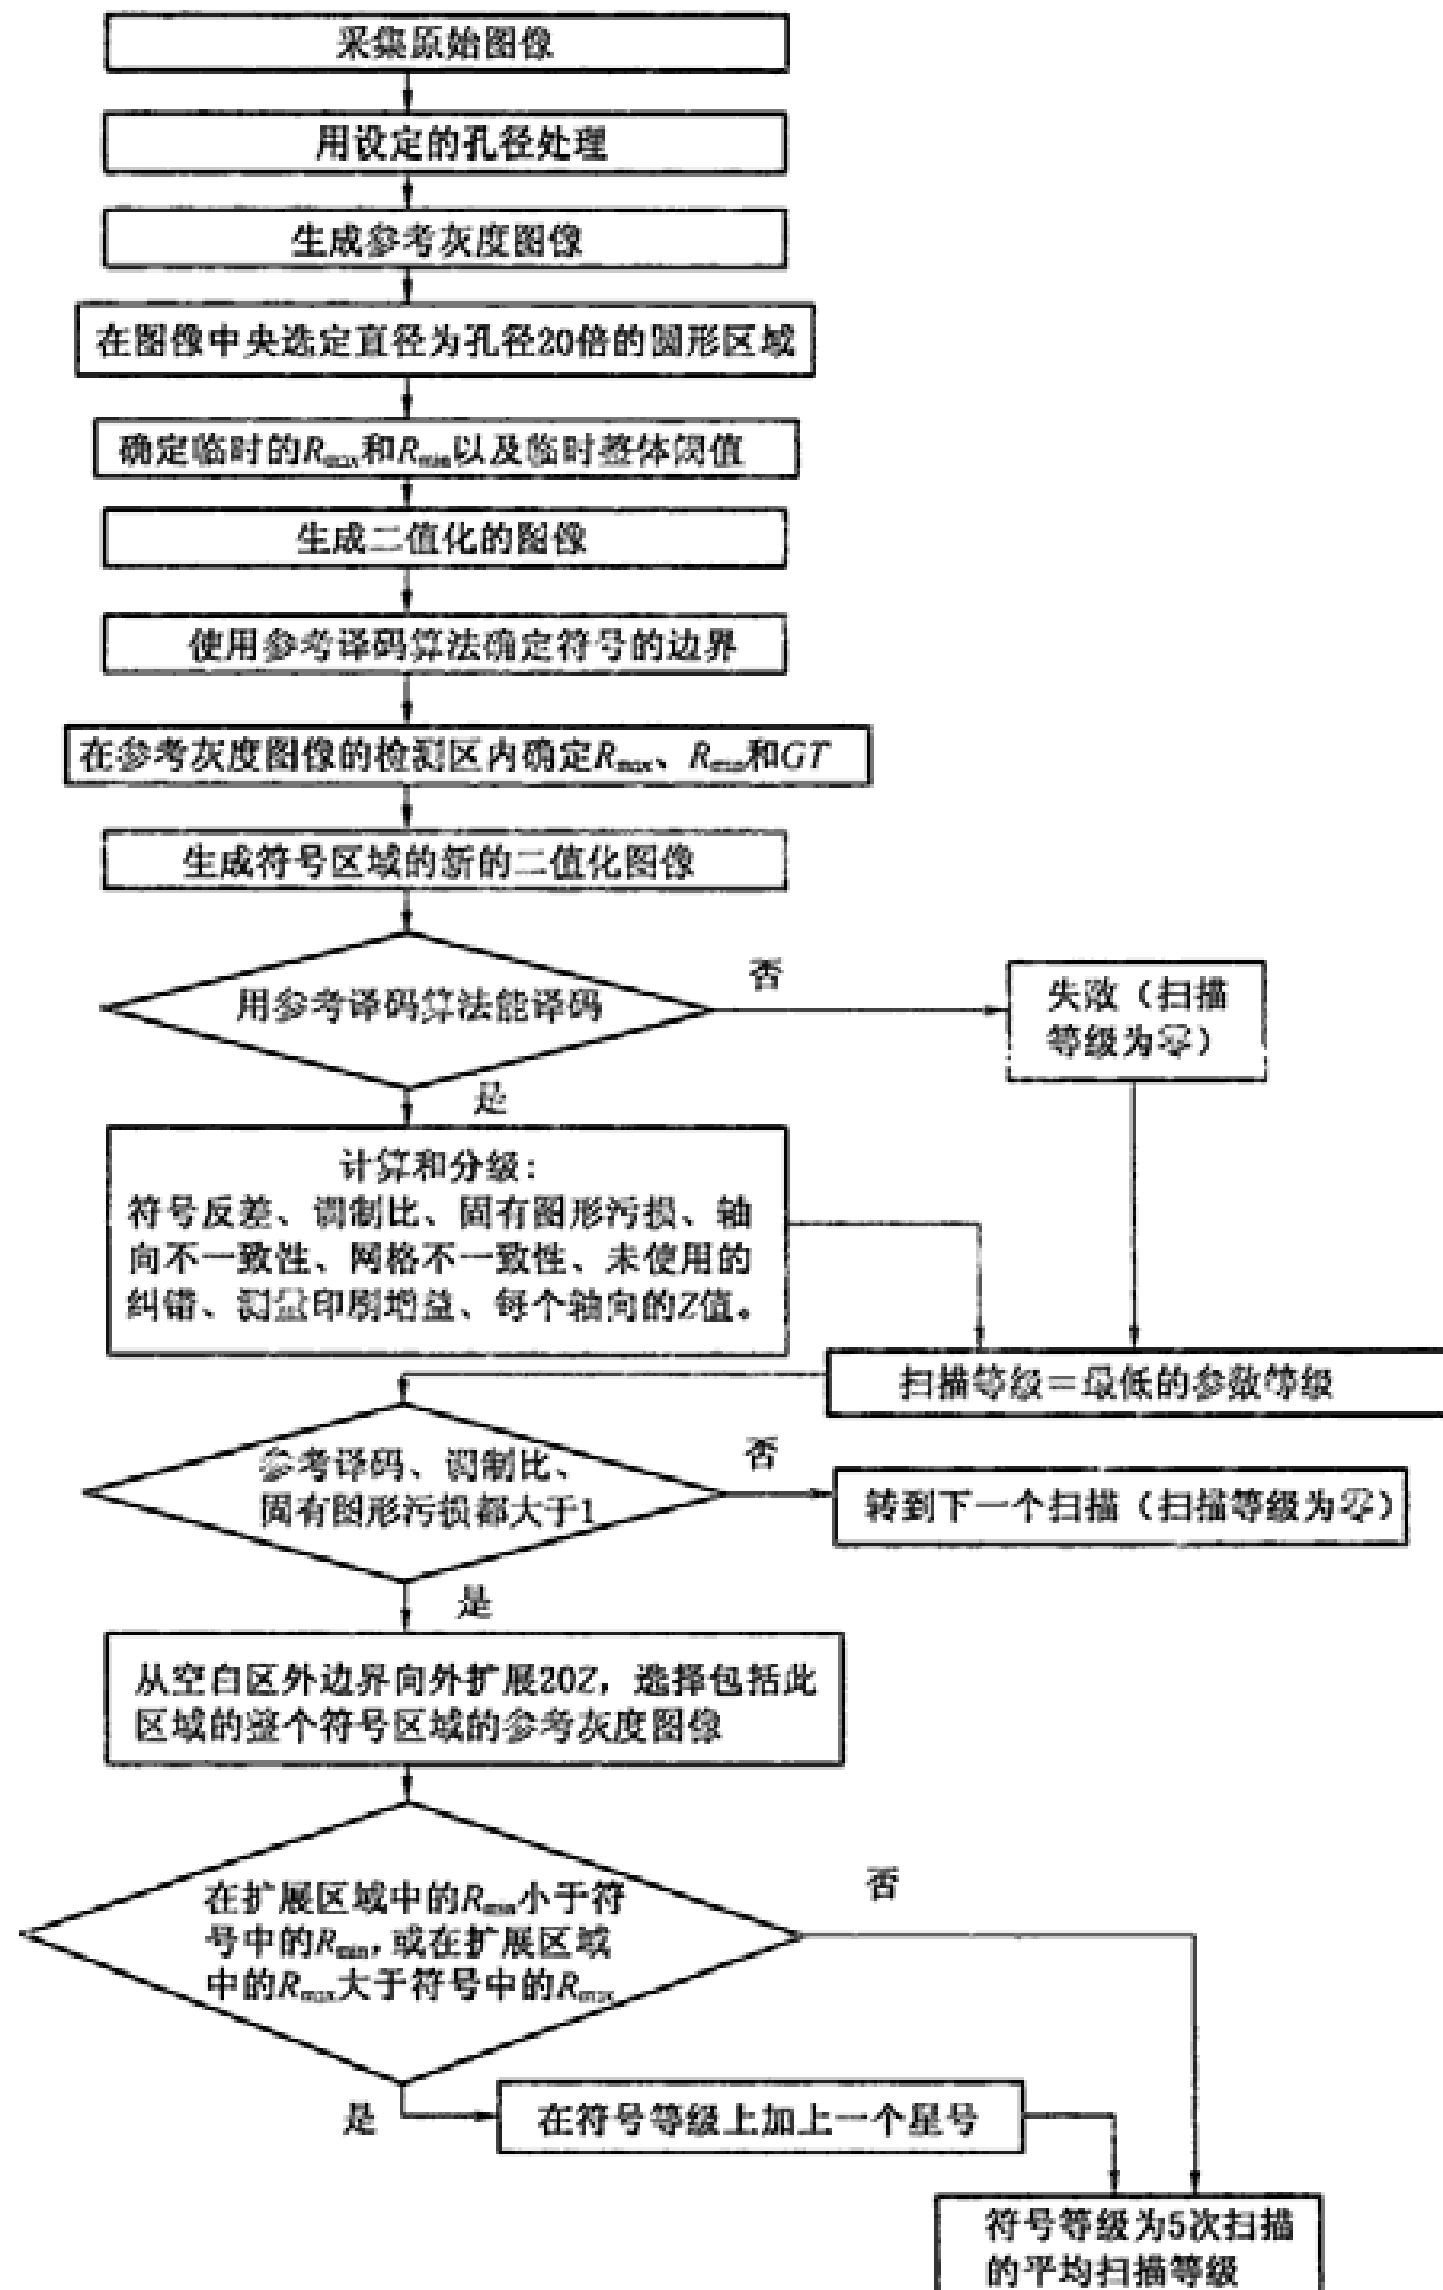 采集原始图像
用设定的孔径处理
生成参考灰度图像
在图像中央选定直径为孔径20倍的圆形区域
确定临时的Rmax和Rmin以及临时整体阈值
生成二值化的图像
使用参考译码算法确定符号的边界
在参考灰度图像的检测区内确定Rmax、Rmin和GT
生成符号区域的新的二值化图像
用参考译码算法能译码
否
失败（扫描
等级为零）
是
计算和分级：
符号反差、调制比、固有图形污损、轴
向不一致性、网格不一致性、未使用的
纠错、测量印刷增益、每个轴向的Z值。
扫描等级＝最低的参数等级
参考译码、调制比、
固有图形污损都大于1
否
转到下一个扫描（扫描等级为零）
是
从空白区外边界向外扩展20Z，选择包括此
区域的整个符号区域的参考灰度图像
在扩展区域中的Rmin小于符
号中的Rmin，或在扩展区域
中的Rmax大于符号中的Rmax
否
是
在符号等级上加上一个星号
符号等级为5次扫描
的平均扫描等级